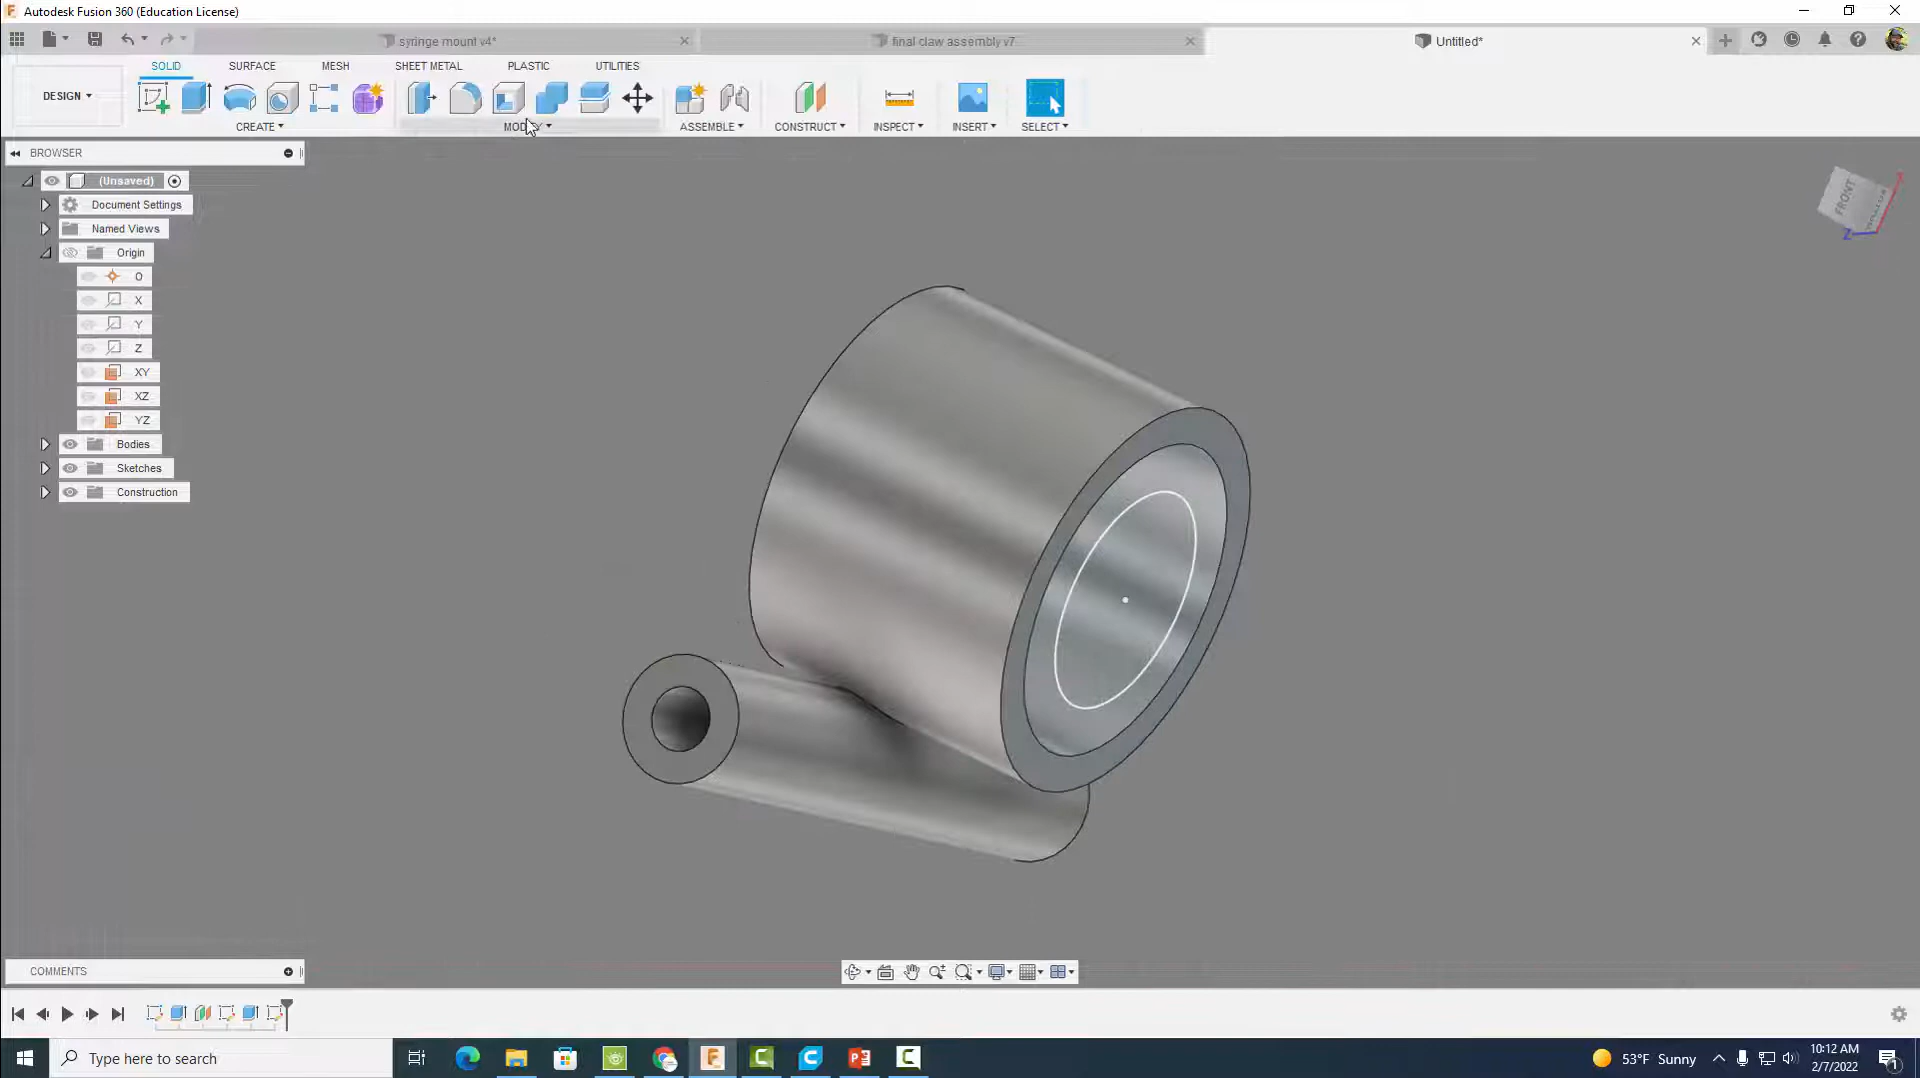 Autodesk Fusion 360 (Education License)
syringe mount v4*
final claw assembly v7
Untitled*
SOLID
SURFACE
MESH
SHEET METAL
PLASTIC
UTILITIES
DESIGN
CREATE
ASSEMBLE
CONSTRUCT
INSPECT
INSERT
SELECT
BROWSER
(Unsaved)
Document Settings
Named Views
Origin
O
X
Y
Z
XY
XZ
YZ
Bodies
Sketches
Construction
FRONT
Z
COMMENTS
Type here to search
53°F Sunny
10:12 AM
2/7/2022
1